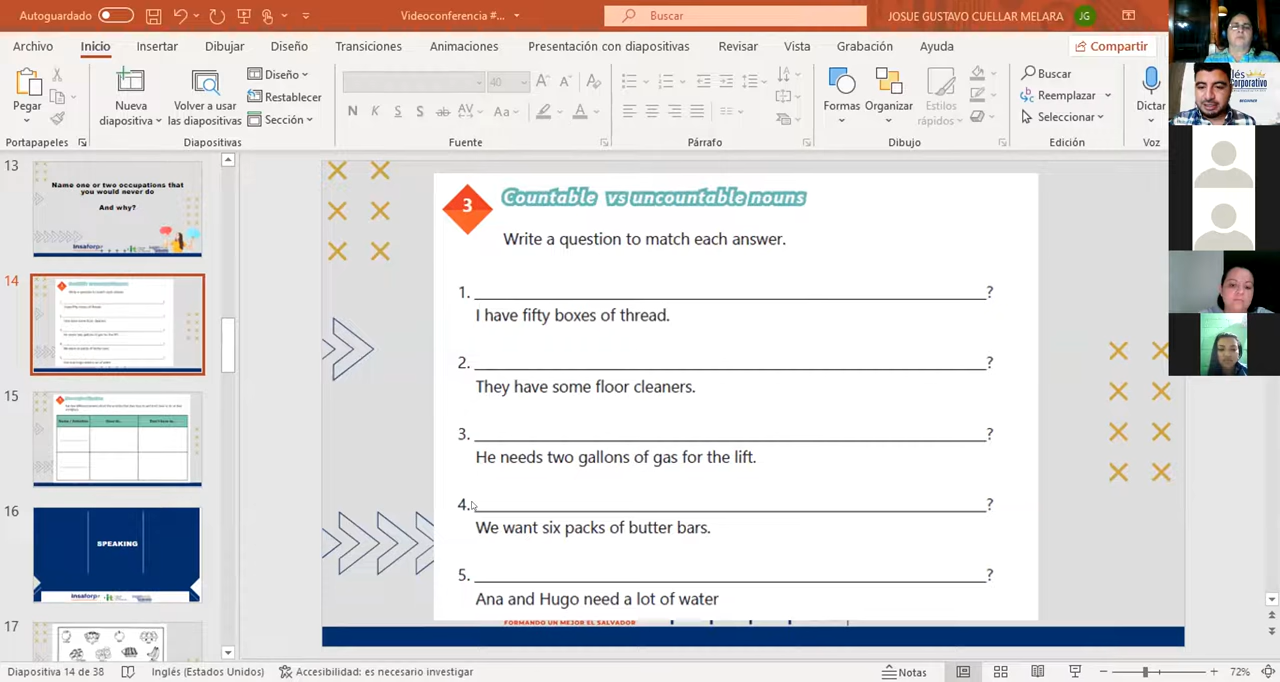 Autoguardado
Videoconferencia #...
Buscar
JOSUE GUSTAVO CUELLAR MELARA
JG
Archivo
Inicio
Insertar
Dibujar
Diseño
Transiciones
Animaciones
Presentación con diapositivas
Revisar
Vista
Grabación
Ayuda
Compartir
Pegar
Nueva diapositiva
Volver a usar las diapositivas
Diseño
Restablecer
Sección
40
N K S S ab AV Aa A
Formas
Organizar
Estilos rápidos
Buscar
Reemplazar
Seleccionar
Dictar
Portapapeles
Diapositivas
Fuente
Párrafo
Dibujo
Edición
Voz
13
Name one or two occupations that
you would never do
And why?
insaforp
14
15
16
SPEAKING
insaforp
17
3
Countable vs uncountable nouns
Write a question to match each answer.
1. ?
I have fifty boxes of thread.
2. ?
They have some floor cleaners.
3. ?
He needs two gallons of gas for the lift.
4. ?
We want six packs of butter bars.
5. ?
Ana and Hugo need a lot of water
FORMANDO UN MEJOR EL SALVADOR
Diapositiva 14 de 38
Inglés (Estados Unidos)
Accesibilidad: es necesario investigar
Notas
72%